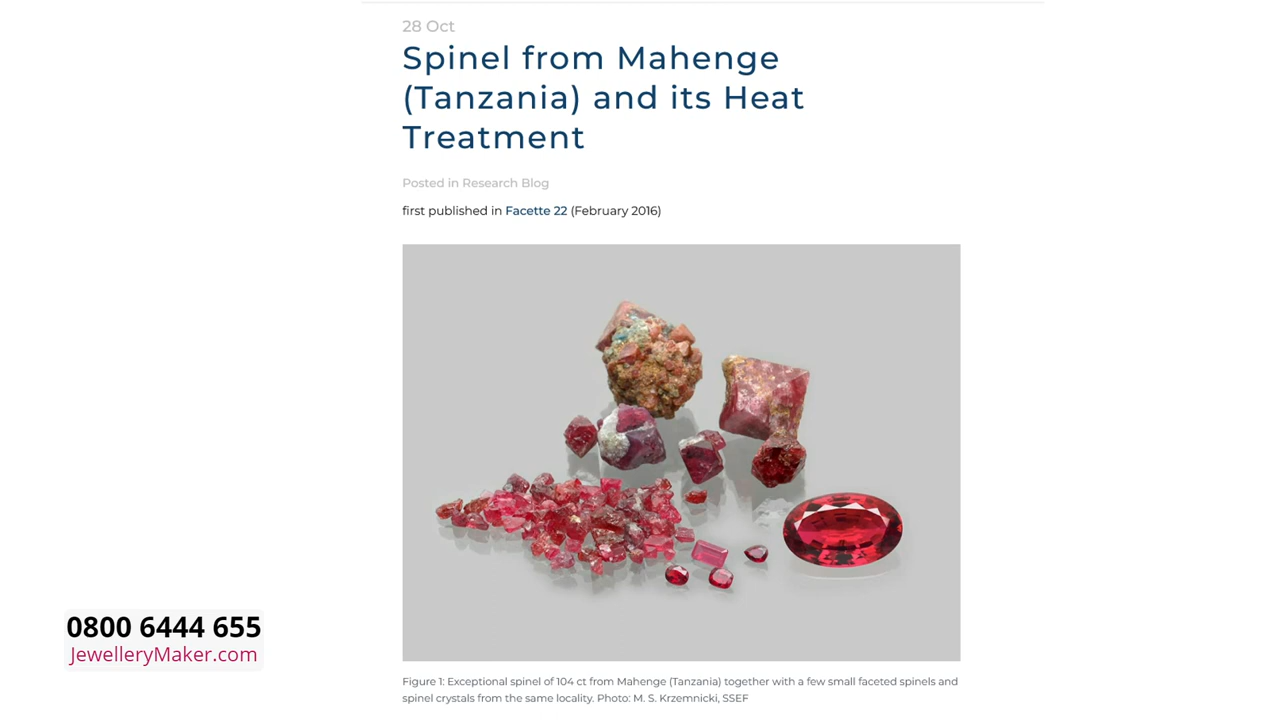 28 Oct
Spinel from Mahenge
(Tanzania) and its Heat
Treatment
Posted in Research Blog
first published in Facette 22 (February 2016)
0800 6444 655
JewelleryMaker.com
Figure 1: Exceptional spinel of 104 ct from Mahenge (Tanzania) together with a few small faceted spinels and
spinel crystals from the same locality. Photo: M. S. Krzemnicki, SSEF